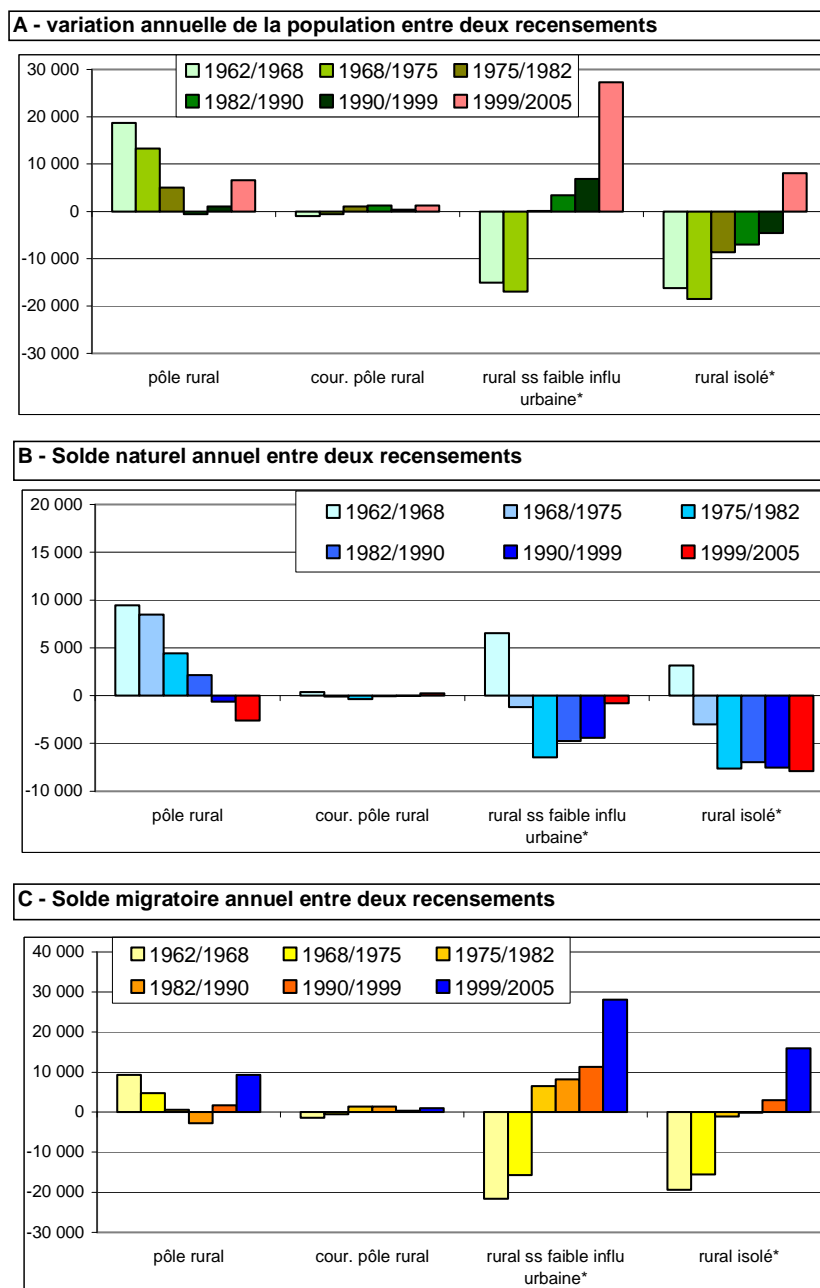 A - variation annuelle de la population entre deux recensements
30 000
20 000
10 000
0
-10 000
-20 000
-30 000
1962/1968 1968/1975 1975/1982
1982/1990 1990/1999 1999/2005
pôle rural cour. pôle rural rural ss faible influ rural isolé*
urbaine*
B - Solde naturel annuel entre deux recensements
20 000
15 000
10 000
5 000
0
-5 000
-10 000
1962/1968 1968/1975 1975/1982
1982/1990 1990/1999 1999/2005
pôle rural cour. pôle rural rural ss faible influ rural isolé*
urbaine*
C - Solde migratoire annuel entre deux recensements
40 000
30 000
20 000
10 000
0
-10 000
-20 000
-30 000
1962/1968 1968/1975 1975/1982
1982/1990 1990/1999 1999/2005
pôle rural cour. pôle rural rural ss faible influ rural isolé*
urbaine*